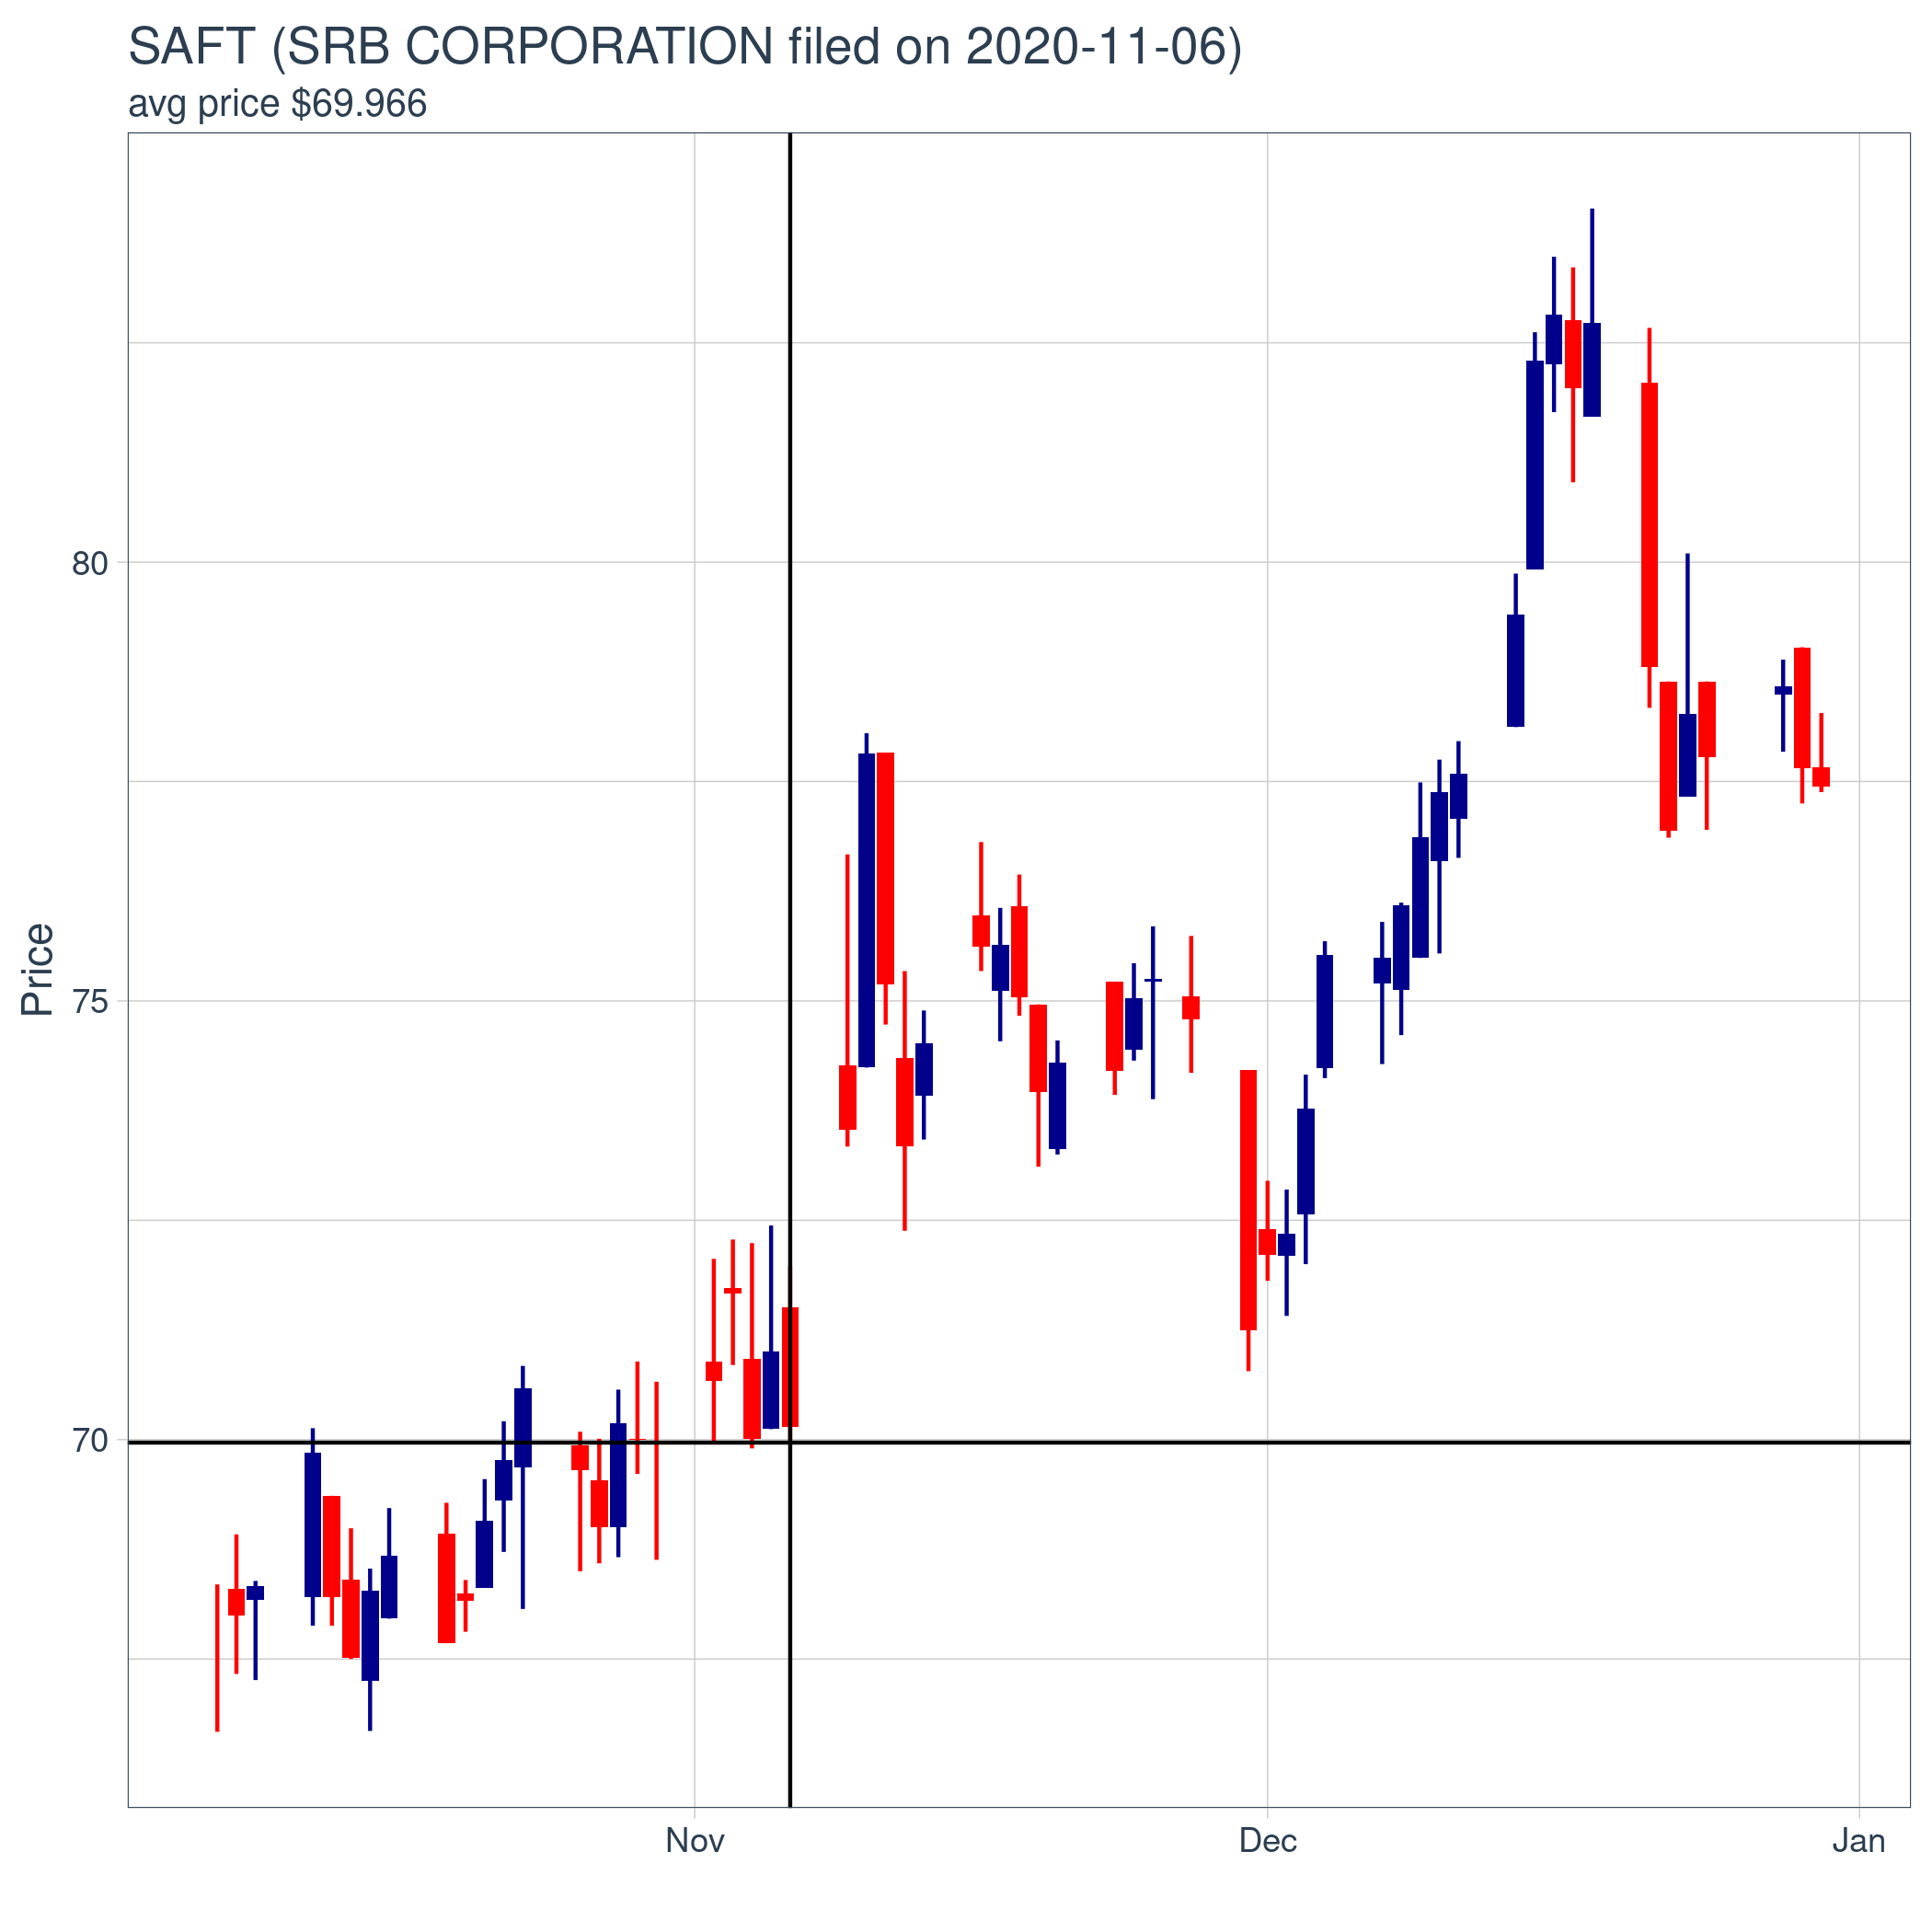 SAFT (SRB CORPORATION filed on 2020-11-06)
avg price $69.966
80
75
70
Price
Nov Dec Jan